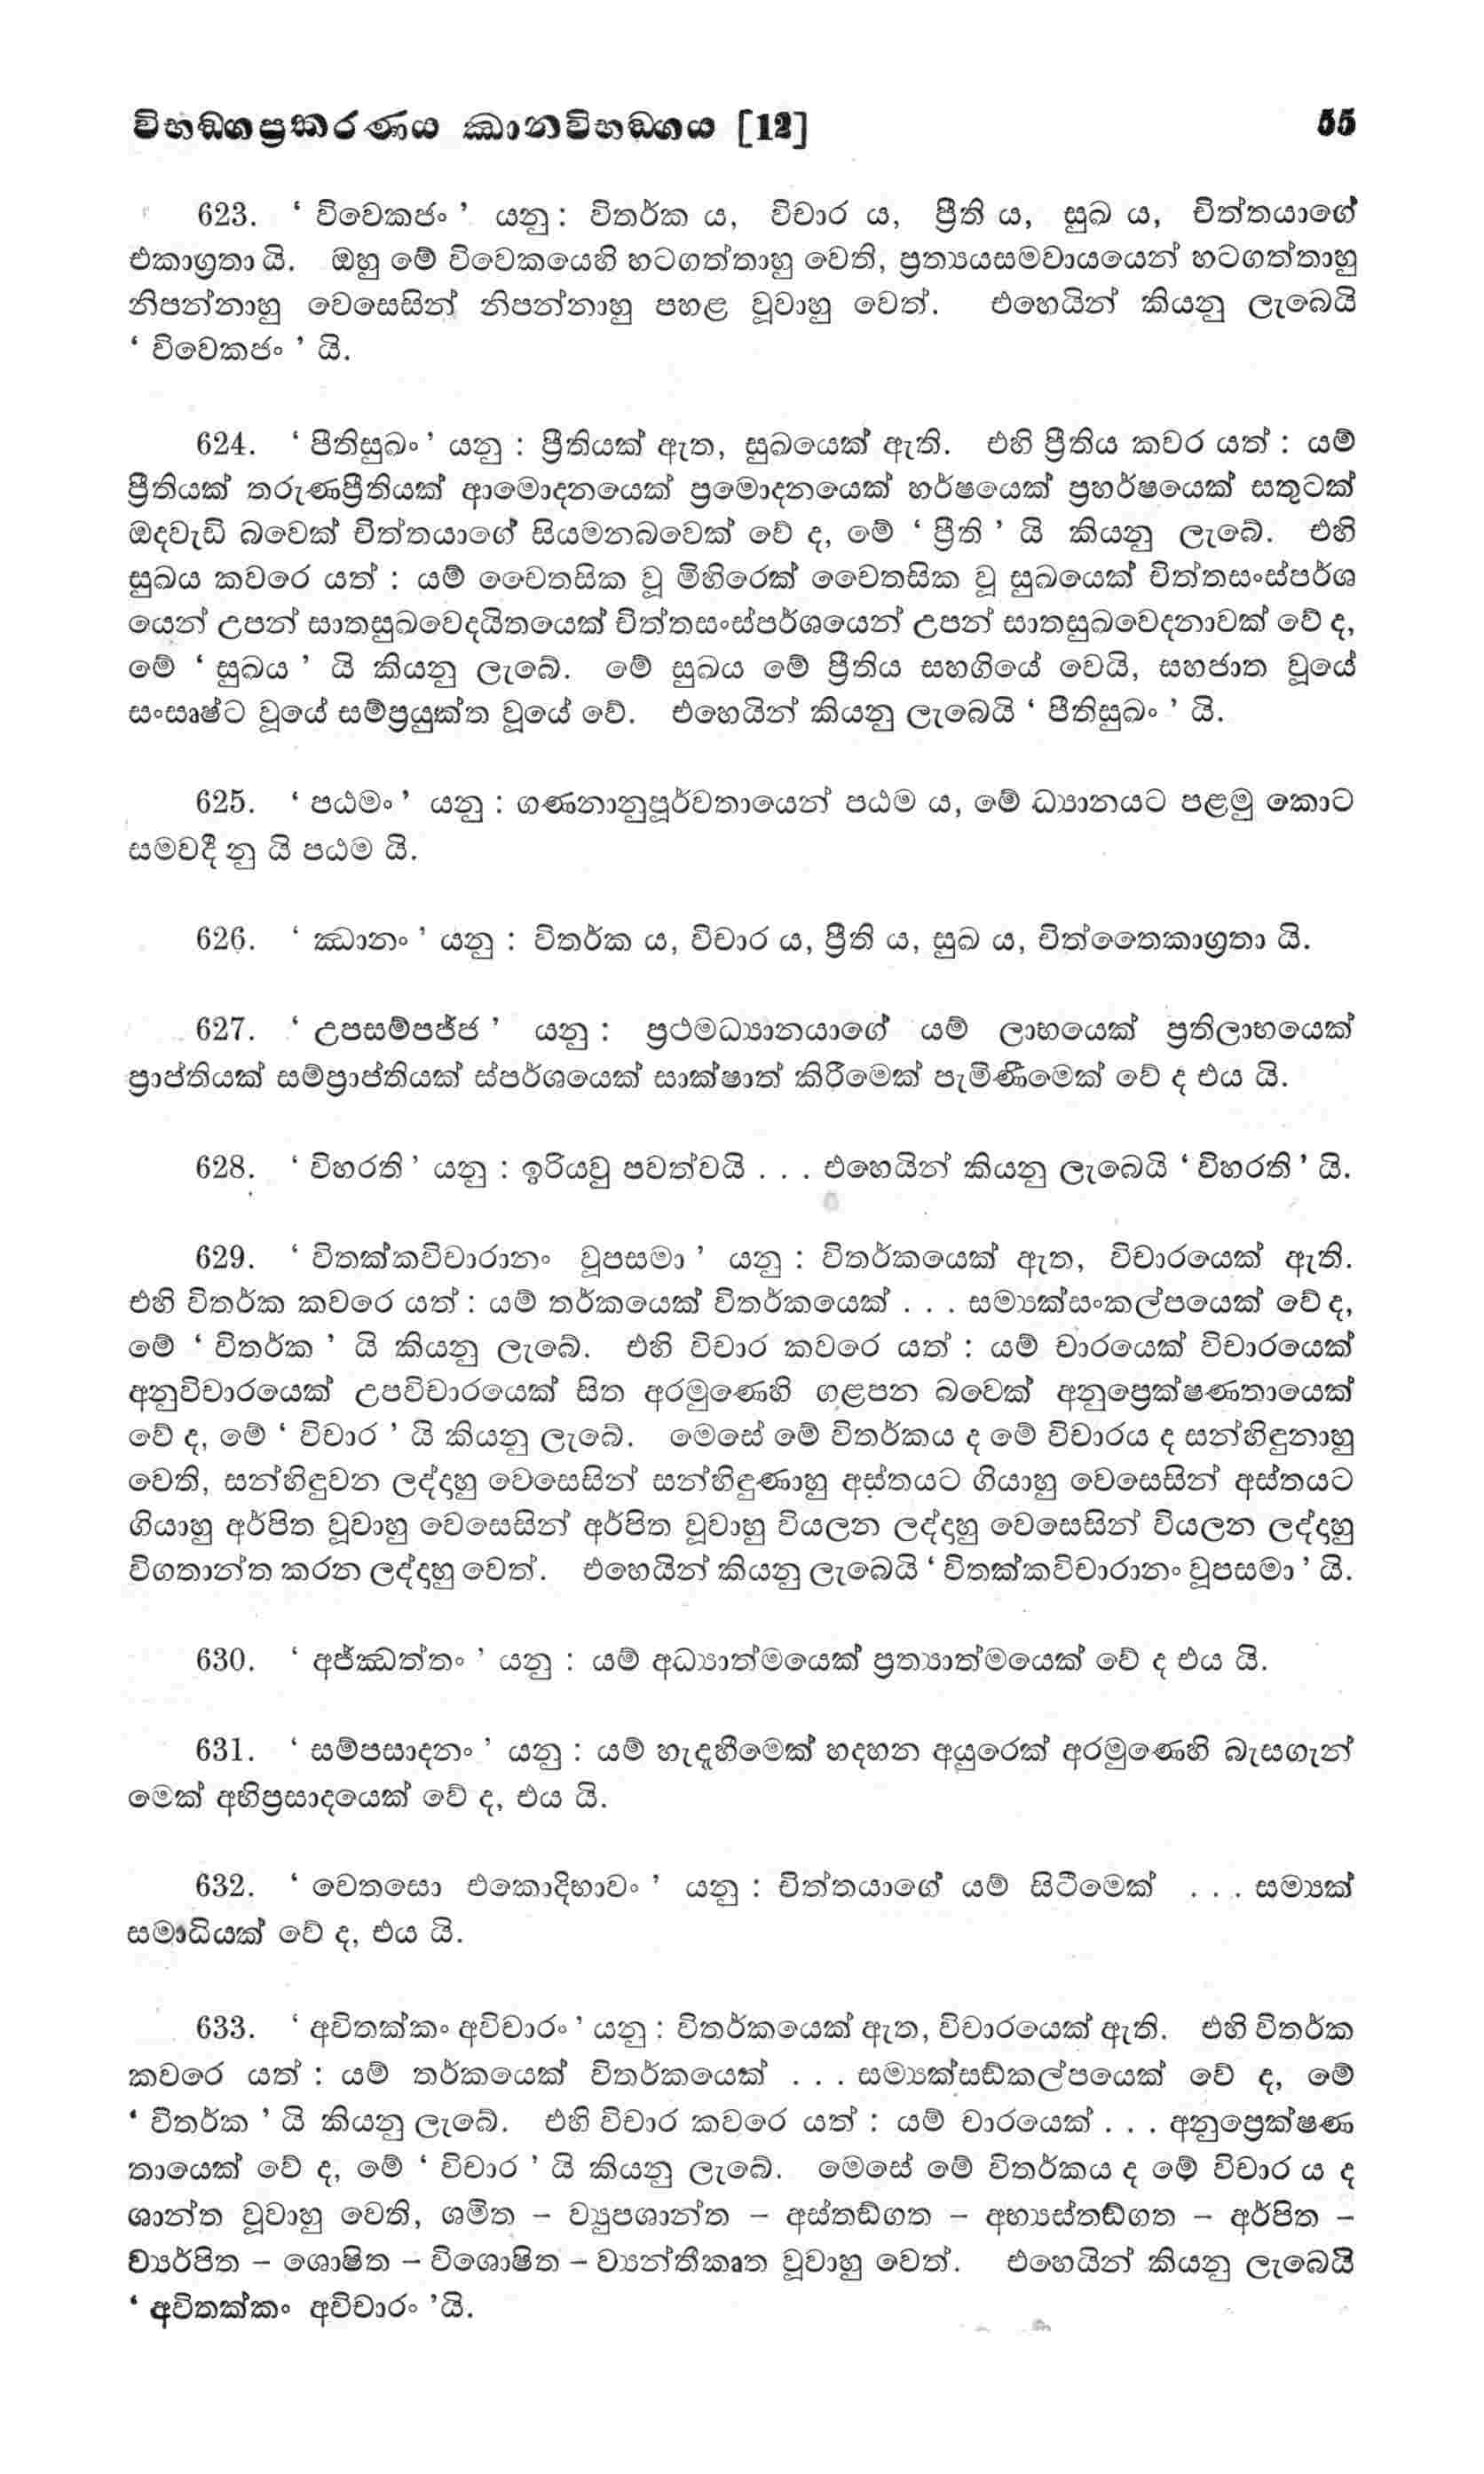 විභඞ්ගප්‍රකරණය ඣානවිභඞ්ගය [12] 55
623. ‘ විවෙකජං ’ යනු : විතර්ක ය, විචාර ය, ප්‍රීති ය, සුඛ ය, චිත්තයාගේ
එකාග්‍රතා යි. ඔහු මේ විවෙකයෙහි හටගත්තාහු වෙති, ප්‍රත්‍යයසමවායයෙන් හටගත්තාහු
නිපන්නාහු වෙසෙසින් නිපන්නාහු පහළ වූවාහු වෙත්. එහෙයින් කියනු ලැබෙයි
‘ විවෙකජං ’ යි.
624. ‘ පීතිසුඛං ’ යනු : ප්‍රීතියක් ඇත, සුඛයෙක් ඇති. එහි ප්‍රීතිය කවර යත් : යම්
ප්‍රීතියක් තරුණප්‍රීතියක් ආමොදනයෙක් ප්‍රමොදනයෙක් හර්ෂයෙක් ප්‍රහර්ෂයෙක් සතුටක්
ඔදවැඩි බවෙක් චිත්තයාගේ සියමනබවෙක් වේ ද, මේ ‘ ප්‍රීති ’ යි කියනු ලැබේ. එහි
සුඛය කවරෙ යත් : යම් චෛතසික වූ මිහිරෙක් චෛතසික වූ සුඛයෙක් චිත්තසංස්පර්ශ
යෙන් උපන් සාතසුඛවෙදයිතයෙක් චිත්තසංස්පර්ශයෙන් උපන් සාතසුඛවෙදනාවක් වේ ද,
මේ ‘ සුඛය ’ යි කියනු ලැබේ. මේ සුඛය මේ ප්‍රීතිය සහගියේ වෙයි, සහජාත වූයේ
සංසෘෂ්ට වූයේ සම්ප්‍රයුක්ත වූයේ වේ. එහෙයින් කියනු ලැබෙයි ‘ පීතිසුඛං ’ යි.
625. ‘ පඨමං ’ යනු : ගණනානුපූර්වතායෙන් පඨම ය, මේ ධ්‍යානයට පළමු කොට
සමවදී නු යි පඨම යි.
626. ‘ ඣානං ’ යනු : විතර්ක ය, විචාර ය, ප්‍රීති ය, සුඛ ය, චිත්තෛකාග්‍රතා යි.
627. ‘ උපසම්පජ්ජ ’ යනු : ප්‍රථමධ්‍යානයාගේ යම් ලාභයෙක් ප්‍රතිලාභයෙක්
ප්‍රාප්තියක් සම්ප්‍රාප්තියක් ස්පර්ශයෙක් සාක්ෂාත් කිරීමෙක් පැමිණීමෙක් වේ ද එය යි.
628. ‘ විහරති ’ යනු : ඉරියවු පවත්වයි . . . එහෙයින් කියනු ලැබෙයි ‘ විහරති ’ යි.
629. ‘ විතක්කවිචාරානං වූපසමා ’ යනු : විතර්කයෙක් ඇත, විචාරයෙක් ඇති.
එහි විතර්ක කවරෙ යත් : යම් තර්කයෙක් විතර්කයෙක් . . . සම්‍යක්සංකල්පයෙක් වේ ද,
මේ ‘ විතර්ක ’ යි කියනු ලැබේ. එහි විචාර කවරෙ යත් : යම් චාරයෙක් විචාරයෙක්
අනුවිචාරයෙක් උපවිචාරයෙක් සිත අරමුණෙහි ගළපන බවෙක් අනුප්‍රෙක්ෂණතායෙක්
වේ ද, මේ ‘ විචාර ’ යි කියනු ලැබේ. මෙසේ මේ විතර්කය ද මේ විචාරය ද සන්හිඳුනාහු
වෙති, සන්හිඳුවන ලද්දහු වෙසෙසින් සන්හිඳුණාහු අස්තයට ගියාහු වෙසෙසින් අස්තයට
ගියාහු අර්පිත වූවාහු වෙසෙසින් අර්පිත වූවාහු වියලන ලද්දාහු වෙසෙසින් වියලන ලද්දාහු
විගතාන්ත කරන ලද්දාහු වෙත්. එහෙයින් කියනු ලැබෙයි ‘ විතක්කවිචාරානං වූපසමා ’ යි.
630. ‘ අජ්ඣත්තං ’ යනු : යම් අධ්‍යාත්මයෙක් ප්‍රත්‍යාත්මයෙක් වේ ද එය යි.
631. ‘ සම්පසාදනං ’ යනු : යම් හැදෑහීමෙක් හදහන අයුරෙක් අරමුණෙහි බැසගැන්
මෙක් අභිප්‍රසාදයෙක් වේ ද, එය යි.
632. ‘ චෙතසො එකොදිභාවං ’ යනු : චිත්තයාගේ යම් සිටීමෙක් . . . සම්‍යක්
සමාධියක් වේ ද, එය යි.
633. ‘ අවිතක්කං අවිචාරං ’ යනු : විතර්කයෙක් ඇත, විචාරයෙක් ඇති. එහි විතර්ක
කවරෙ යත් : යම් තර්කයෙක් විතර්කයෙක් . . . සම්‍යක්සඞ්කල්පයෙක් වේ ද, මේ
‘ විතර්ක ’ යි කියනු ලැබේ. එහි විචාර කවරෙ යත් : යම් චාරයෙක් . . . අනුප්‍රෙක්ෂණ
තායෙක් වේ ද, මේ ‘ විචාර ’ යි කියනු ලැබේ. මෙසේ මේ විතර්කය ද මේ විචාර ය ද
ශාන්ත වූවාහු වෙති, ශමිත – ව්‍යුපශාන්ත – අස්තඞ්ගත – අභ්‍යස්තඞ්ගත – අර්පිත –
ව්‍යර්පිත – ශොෂිත – විශොෂිත – ව්‍යන්තීකෘත වූවාහු වෙත්. එහෙයින් කියනු ලැබෙයි
‘ අවිතක්කං අවිචාරං ’යි.